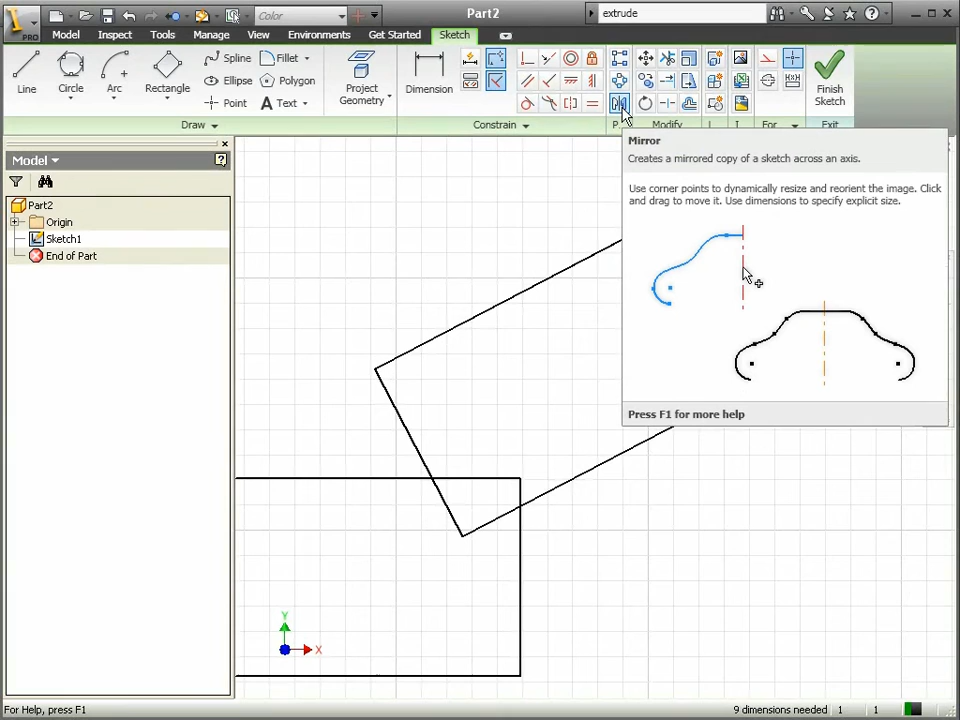 Color
Part2
extrude
PRO
Model
Inspect
Tools
Manage
View
Environments
Get Started
Sketch
Line
Circle
Arc
Rectangle
Spline
Fillet
Ellipse
Polygon
Point
A Text
Project
Geometry
Dimension
Finish
Sketch
Draw
Constrain
P
Modify
L
I
For
Exit
Model
Part2
Origin
Sketch1
End of Part
Mirror
Creates a mirrored copy of a sketch across an axis.
Use corner points to dynamically resize and reorient the image. Click
and drag to move it. Use dimensions to specify explicit size.
Press F1 for more help
Y
X
For Help, press F1
9 dimensions needed
1
1